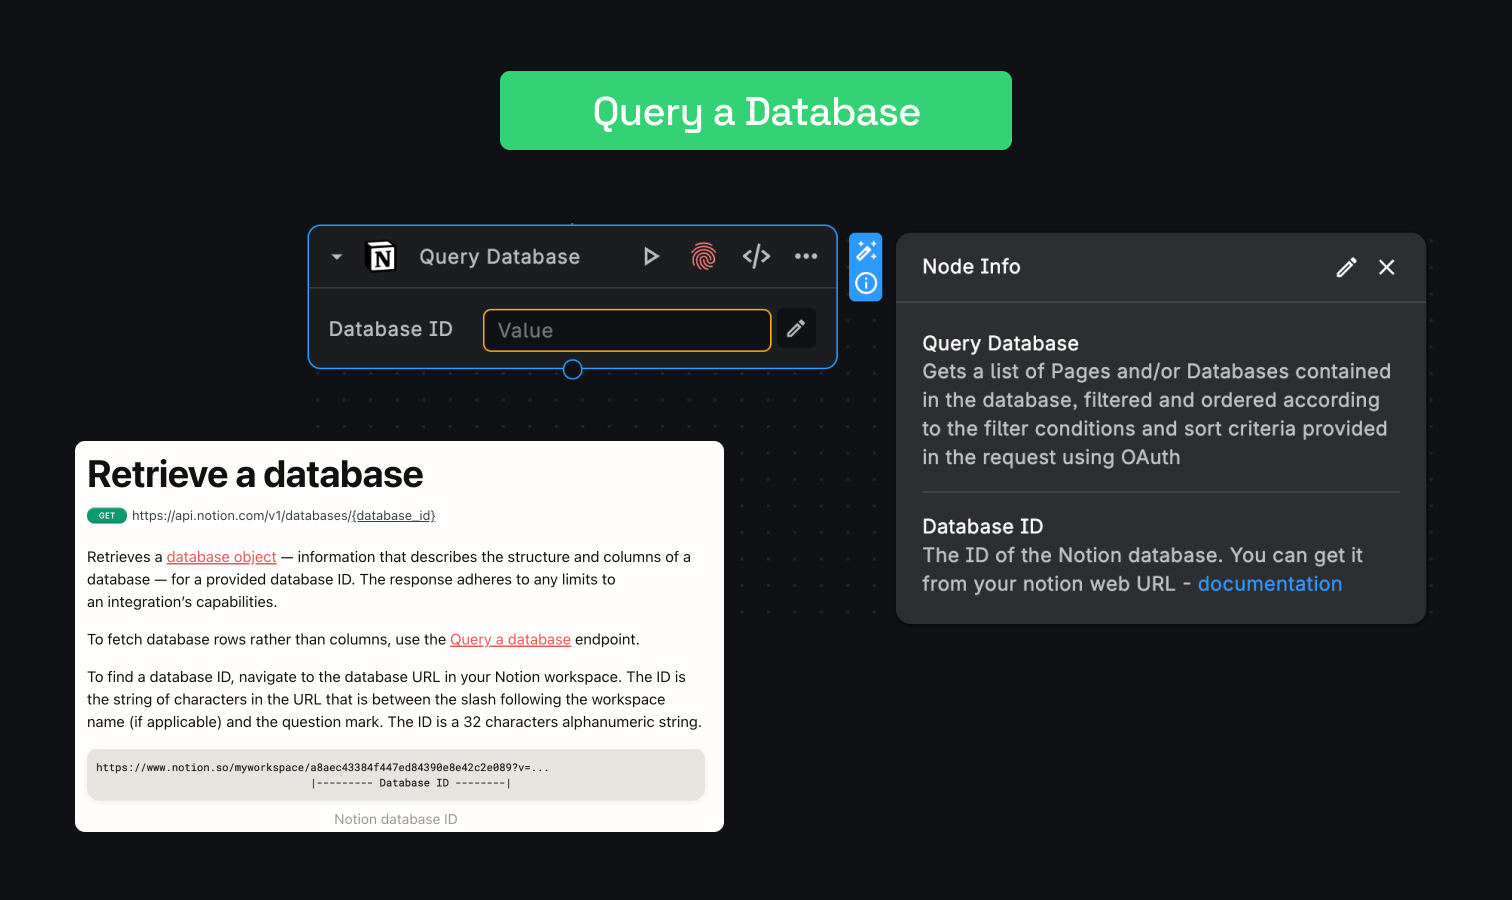 Query a Database
N
Query Database
</>
Database ID
Value
Node Info
Query Database
Gets a list of Pages and/or Databases contained
in the database, filtered and ordered according
to the filter conditions and sort criteria provided
in the request using OAuth
Database ID
The ID of the Notion database. You can get it
from your notion web URL - documentation
Retrieve a database
GET https://api.notion.com/v1/databases/{database_id}
Retrieves a database object — information that describes the structure and columns of a
database — for a provided database ID. The response adheres to any limits to
an integration’s capabilities.
To fetch database rows rather than columns, use the Query a database endpoint.
To find a database ID, navigate to the database URL in your Notion workspace. The ID is
the string of characters in the URL that is between the slash following the workspace
name (if applicable) and the question mark. The ID is a 32 characters alphanumeric string.
https://www.notion.so/myworkspace/a8aec43384f447ed84390e8e42c2e089?v=...
|--------- Database ID --------|
Notion database ID